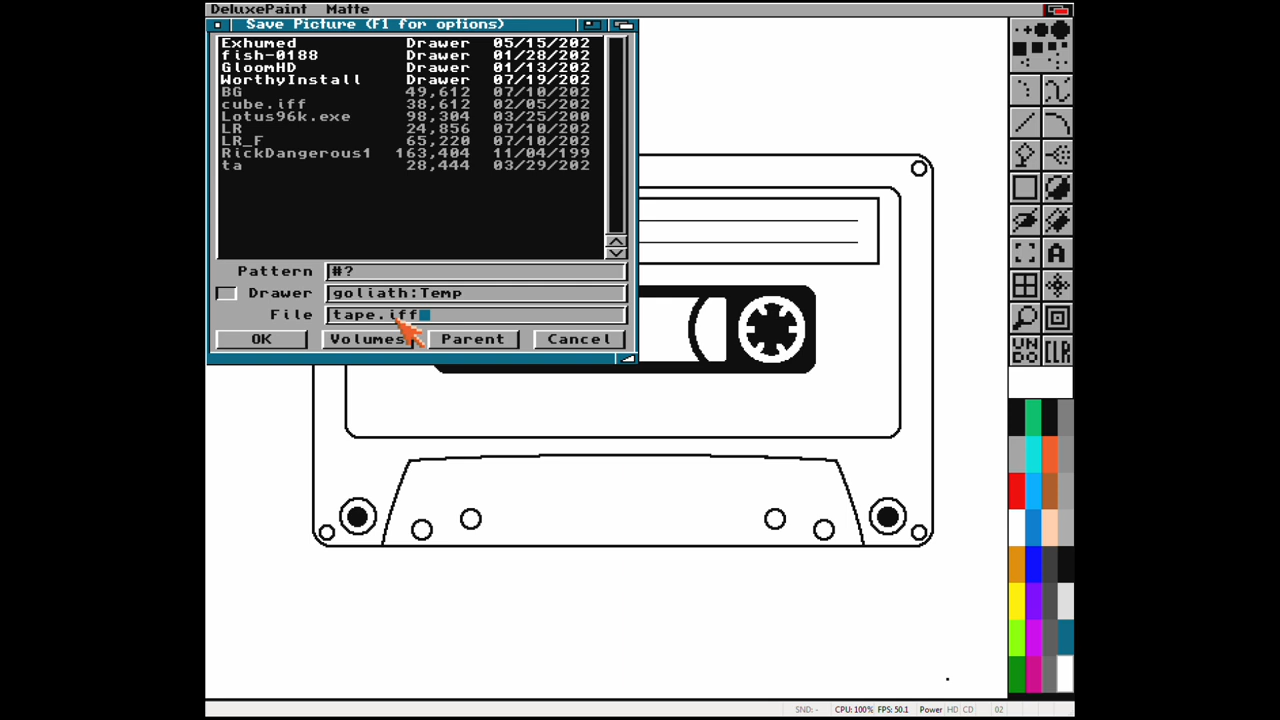 DeluxePaint Matte
Save Picture (F1 for options)
Exhumed Drawer 05/15/202
fish-0188 Drawer 01/28/202
GloomHD Drawer 01/13/202
WorthyInstall Drawer 07/19/202
BG 49,612 07/10/202
cube.iff 38,612 02/05/202
Lotus96k.exe 98,304 03/25/200
LR 24,856 07/10/202
LR_F 65,220 07/10/202
RickDangerous1 163,404 11/04/199
ta 28,444 03/29/202
Pattern #?
Drawer goliath:Temp
File tape.iff
OK Volumes Parent Cancel
A
UNDO CLR
SND: - CPU: 100% FPS: 50.1 Power HD CD 02